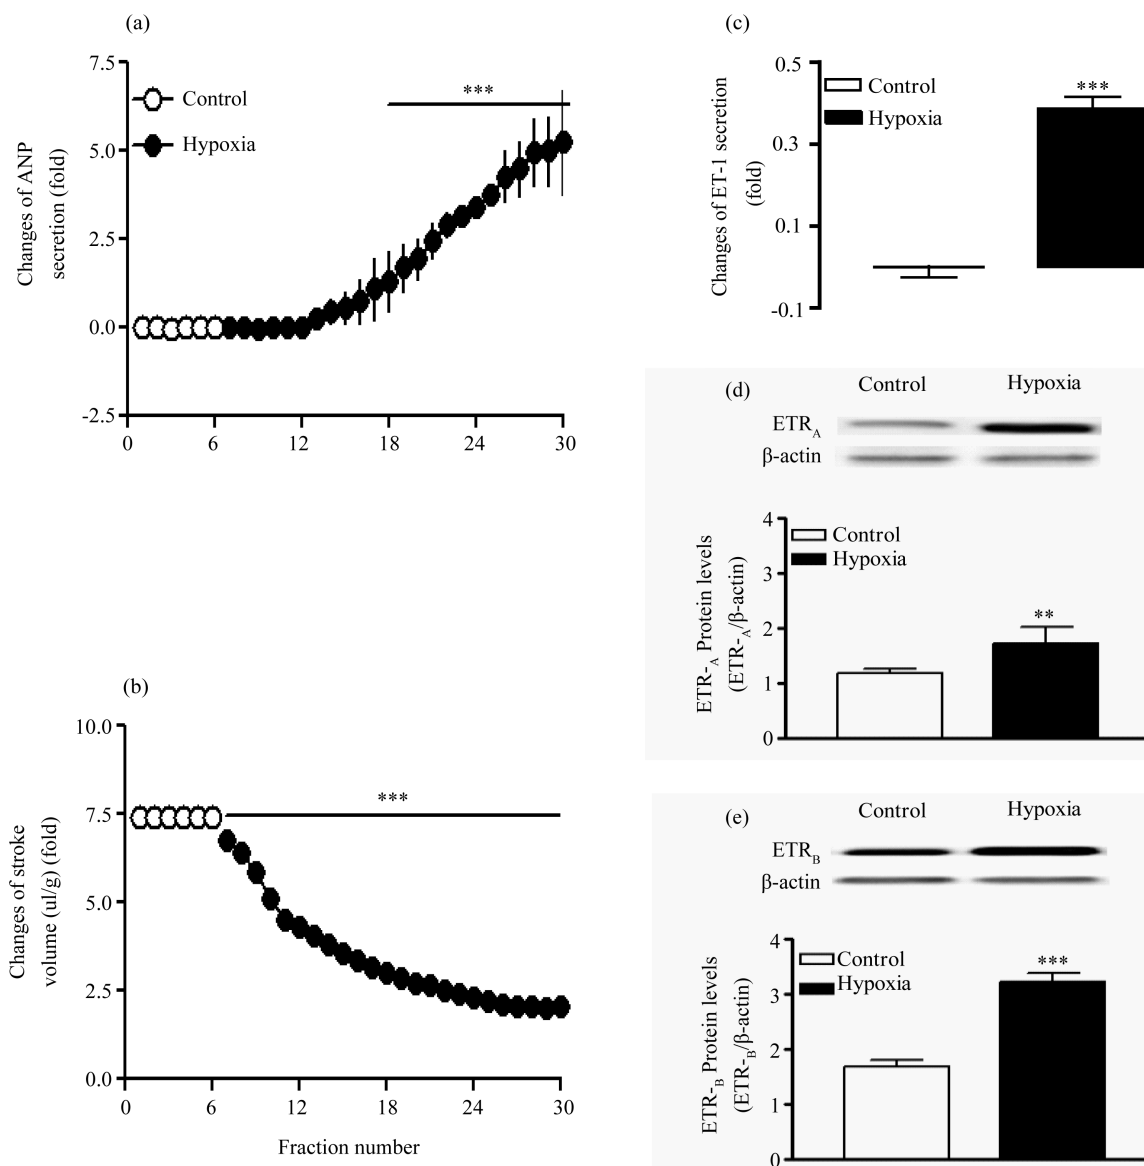 (a)
7.5
5.0
2.5
0.0
-2.5
Changes of ANP
secretion (fold)
Control
Hypoxia
***
0 6 12 18 24 30
(b)
10.0
7.5
5.0
2.5
0.0
Changes of stroke
volume (ul/g) (fold)
***
0 6 12 18 24 30
Fraction number
(c)
0.5
0.3
0.1
-0.1
Changes of ET-1 secretion
(fold)
Control
Hypoxia
***
(d)
Control Hypoxia
ETRA
β-actin
4
3
2
1
0
ETR-A Protein levels
(ETR-A/β-actin)
Control
Hypoxia
**
(e)
Control Hypoxia
ETRB
β-actin
4
3
2
1
0
ETR-B Protein levels
(ETR-B/β-actin)
Control
Hypoxia
***